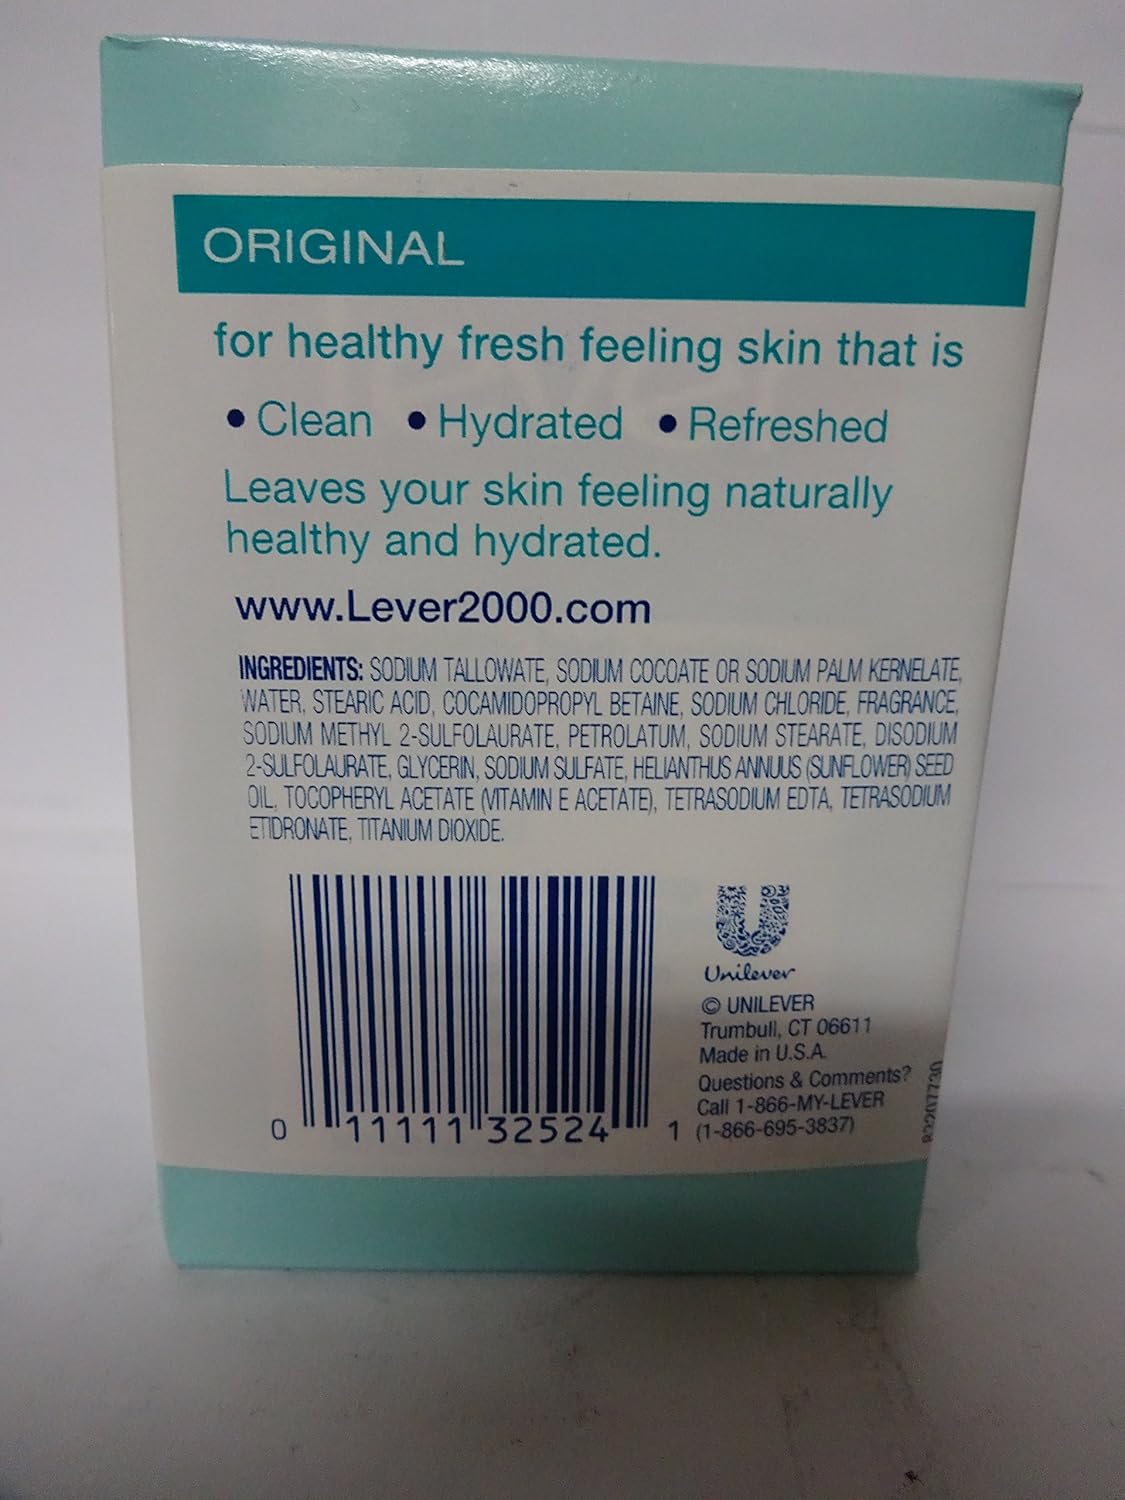 ORIGINAL
for healthy fresh feeling skin that is
• Clean • Hydrated • Refreshed
Leaves your skin feeling naturally
healthy and hydrated.
www.Lever2000.com
INGREDIENTS: SODIUM TALLOWATE, SODIUM COCOATE OR SODIUM PALM KERNELATE,
WATER, STEARIC ACID, COCAMIDOPROPYL BETAINE, SODIUM CHLORIDE, FRAGRANCE,
SODIUM METHYL 2-SULFOLAURATE, PETROLATUM, SODIUM STEARATE, DISODIUM
2-SULFOLAURATE, GLYCERIN, SODIUM SULFATE, HELIANTHUS ANNUUS (SUNFLOWER) SEED
OIL, TOCOPHERYL ACETATE (VITAMIN E ACETATE), TETRASODIUM EDTA, TETRASODIUM
ETIDRONATE, TITANIUM DIOXIDE.
0 11111 32524 1
Unilever
© UNILEVER
Trumbull, CT 06611
Made in U.S.A.
Questions & Comments?
Call 1-866-MY-LEVER
(1-866-695-3837)